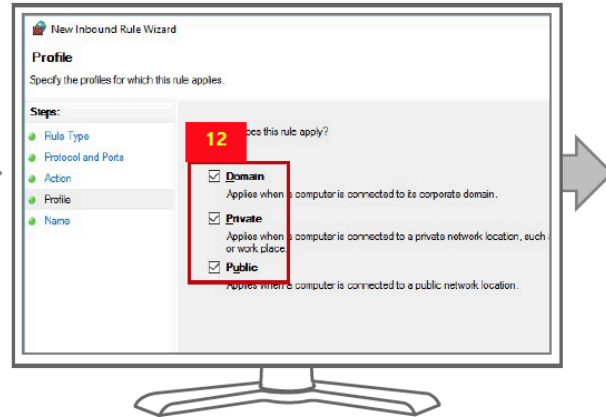 New Inbound Rule Wizard
Profile
Specify the profiles for which this rule applies.
Steps:
Rule Type
Protocol and Ports
Action
Profile
Name
12
does this rule apply?
Domain
Applies when a computer is connected to its corporate domain.
Private
Applies when a computer is connected to a private network location, such
or work place.
Public
Applies when a computer is connected to a public network location.